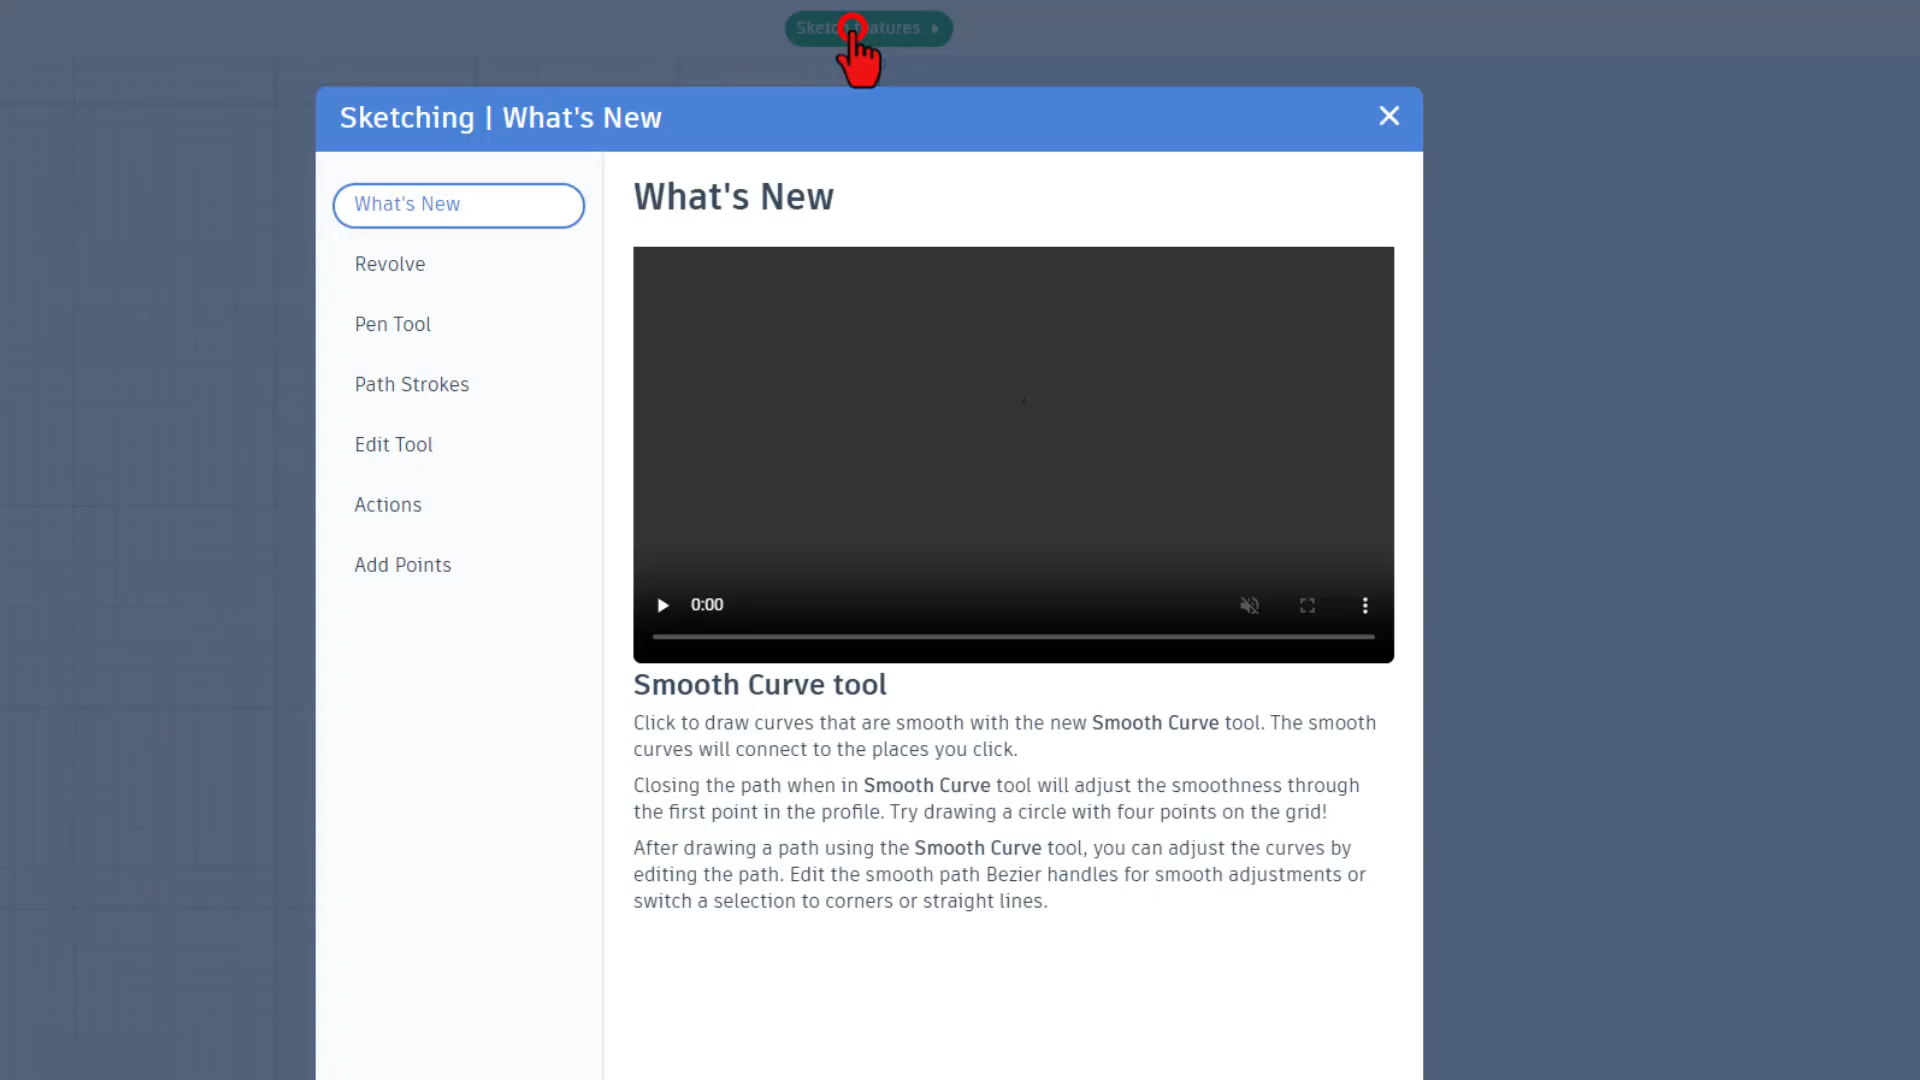 Sketching | What's New
What's New
Revolve
Pen Tool
Path Strokes
Edit Tool
Actions
Add Points
What's New
0:00
Smooth Curve tool
Click to draw curves that are smooth with the new Smooth Curve tool. The smooth
curves will connect to the places you click.
Closing the path when in Smooth Curve tool will adjust the smoothness through
the first point in the profile. Try drawing a circle with four points on the grid!
After drawing a path using the Smooth Curve tool, you can adjust the curves by
editing the path. Edit the smooth path Bezier handles for smooth adjustments or
switch a selection to corners or straight lines.